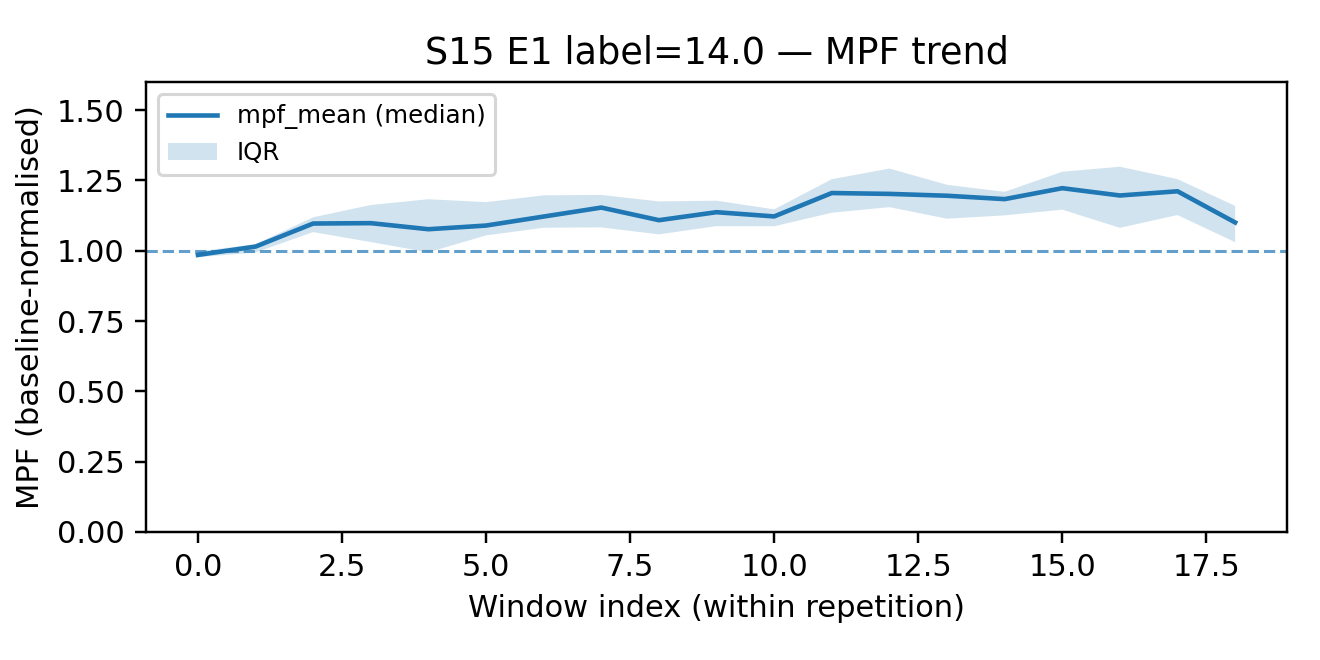 S15 E1 label=14.0 — MPF trend
mpf_mean (median)
IQR
MPF (baseline-normalised)
1.50
1.25
1.00
0.75
0.50
0.25
0.00
0.0 2.5 5.0 7.5 10.0 12.5 15.0 17.5
Window index (within repetition)